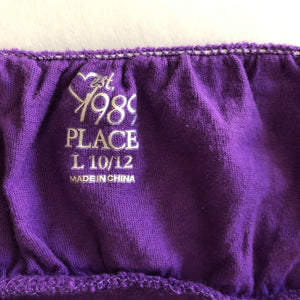 est.
1989
PLACE
L 10/12
MADE IN CHINA